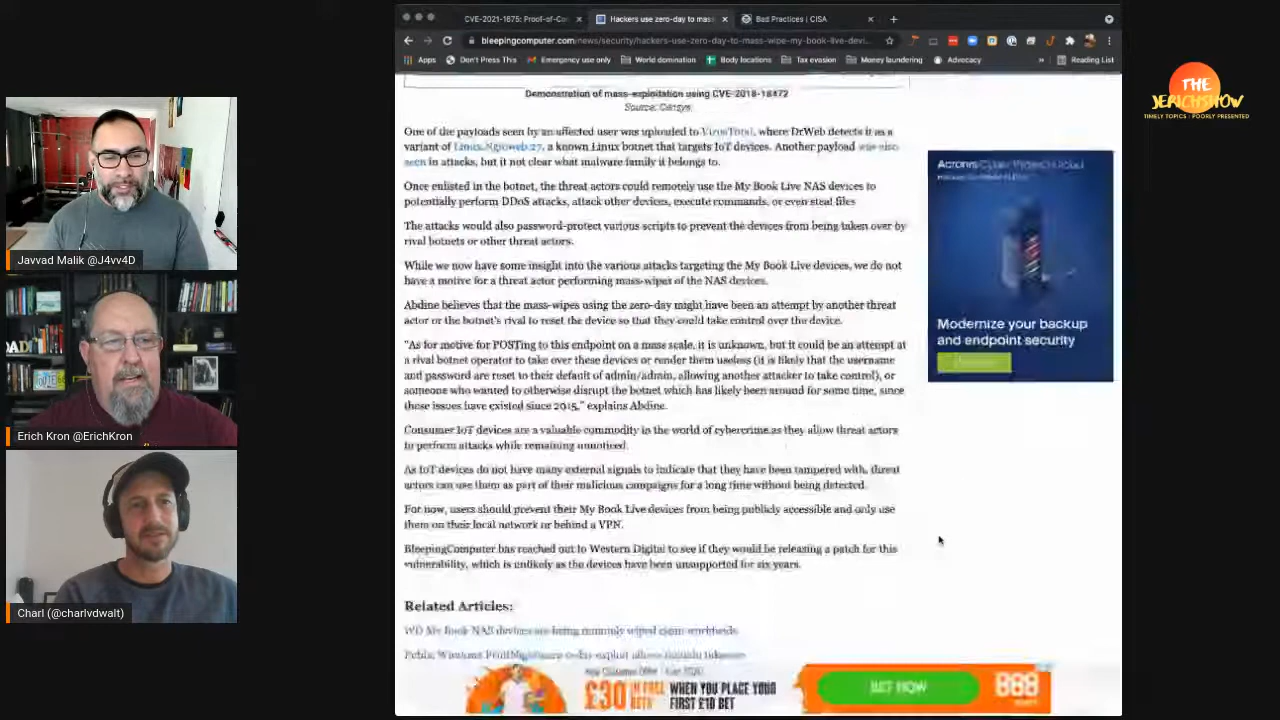 CVE-2021-1675: Proof-of-Con
Hackers use zero-day to mass
Bad Practices | CISA
bleepingcomputer.com/news/security/hackers-use-zero-day-to-mass-wipe-my-book-live-devi...
Apps
Don't Press This
Emergency use only
World domination
Body locations
Tax evasion
Money laundering
Advocacy
»
Reading List
THE
JERICHSHOW
TIMELY TOPICS : POORLY PRESENTED
Demonstration of mass-exploitation using CVE-2018-18472
Source: Censys
One of the payloads seen by an affected user was uploaded to VirusTotal, where DrWeb detects it as a
variant of Linux.Ngioweb.27, a known Linux botnet that targets IoT devices. Another payload was also
seen in attacks, but it not clear what malware family it belongs to.
Once enlisted in the botnet, the threat actors could remotely use the My Book Live NAS devices to
potentially perform DDoS attacks, attack other devices, execute commands, or even steal files
The attacks would also password-protect various scripts to prevent the devices from being taken over by
rival botnets or other threat actors.
While we now have some insight into the various attacks targeting the My Book Live devices, we do not
have a motive for a threat actor performing mass-wipes of the NAS devices.
Abdine believes that the mass-wipes using the zero-day might have been an attempt by another threat
actor or the botnet's rival to reset the device so that they could take control over the device.
"As for motive for POSTing to this endpoint on a mass scale, it is unknown, but it could be an attempt at
a rival botnet operator to take over these devices or render them useless (it is likely that the username
and password are reset to their default of admin/admin, allowing another attacker to take control), or
someone who wanted to otherwise disrupt the botnet which has likely been around for some time, since
these issues have existed since 2015," explains Abdine.
Consumer IoT devices are a valuable commodity in the world of cybercrime as they allow threat actors
to perform attacks while remaining unnoticed.
As IoT devices do not have many external signals to indicate that they have been tampered with, threat
actors can use them as part of their malicious campaigns for a long time without being detected.
For now, users should prevent their My Book Live devices from being publicly accessible and only use
them on their local network or behind a VPN.
BleepingComputer has reached out to Western Digital to see if they would be releasing a patch for this
vulnerability, which is unlikely as the devices have been unsupported for six years.
Related Articles:
WD My Book NAS devices are being remotely wiped clean worldwide
Public Windows PrintNightmare 0-day exploit allows domain takeover
Acronis Cyber Protect Cloud
Modernize your backup
and endpoint security
£30 IN FREE
BETS
WHEN YOU PLACE YOUR
FIRST £10 BET
BET NOW
888
Javvad Malik @J4vv4D
Erich Kron @ErichKron
Charl (@charlvdwalt)